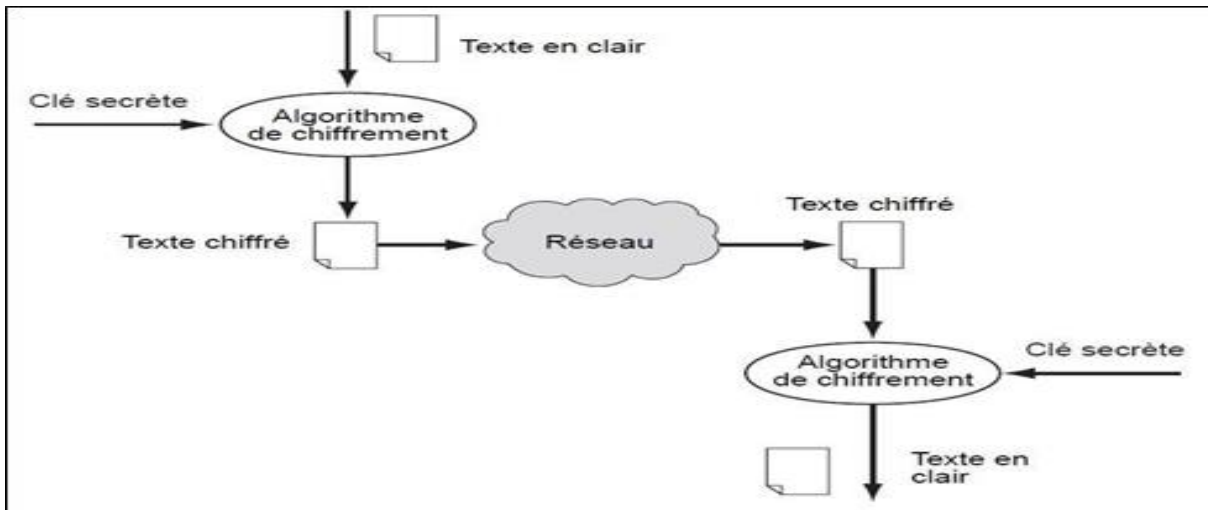 Texte en clair
Clé secrète
Algorithme
de chiffrement
Texte chiffré
Réseau
Texte chiffré
Algorithme
de chiffrement
Clé secrète
Texte en
clair